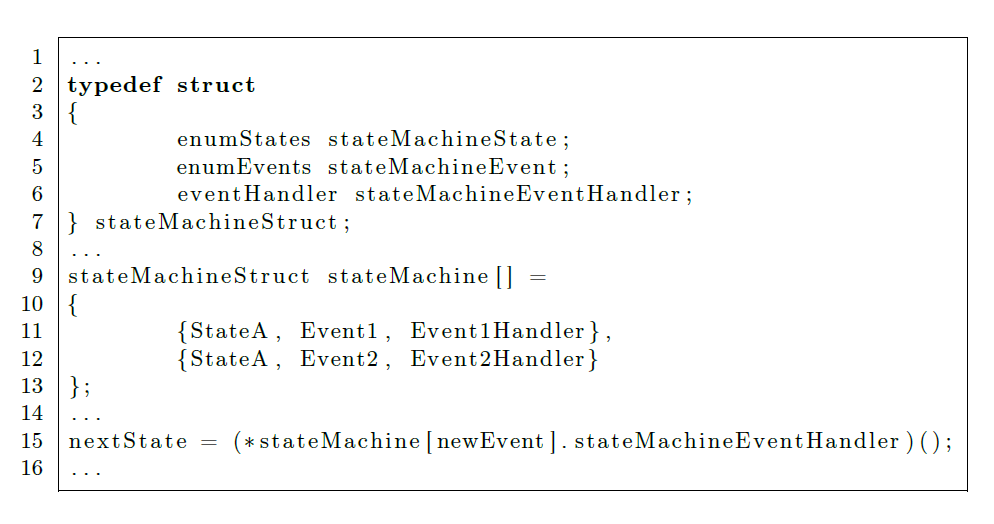 1 ...
2 typedef struct
3 {
4 enumStates stateMachineState;
5 enumEvents stateMachineEvent;
6 eventHandler stateMachineEventHandler;
7 } stateMachineStruct;
8 ...
9 stateMachineStruct stateMachine[] =
10 {
11 {StateA, Event1, Event1Handler},
12 {StateA, Event2, Event2Handler}
13 };
14 ...
15 nextState = (*stateMachine[newEvent].stateMachineEventHandler)();
16 ...